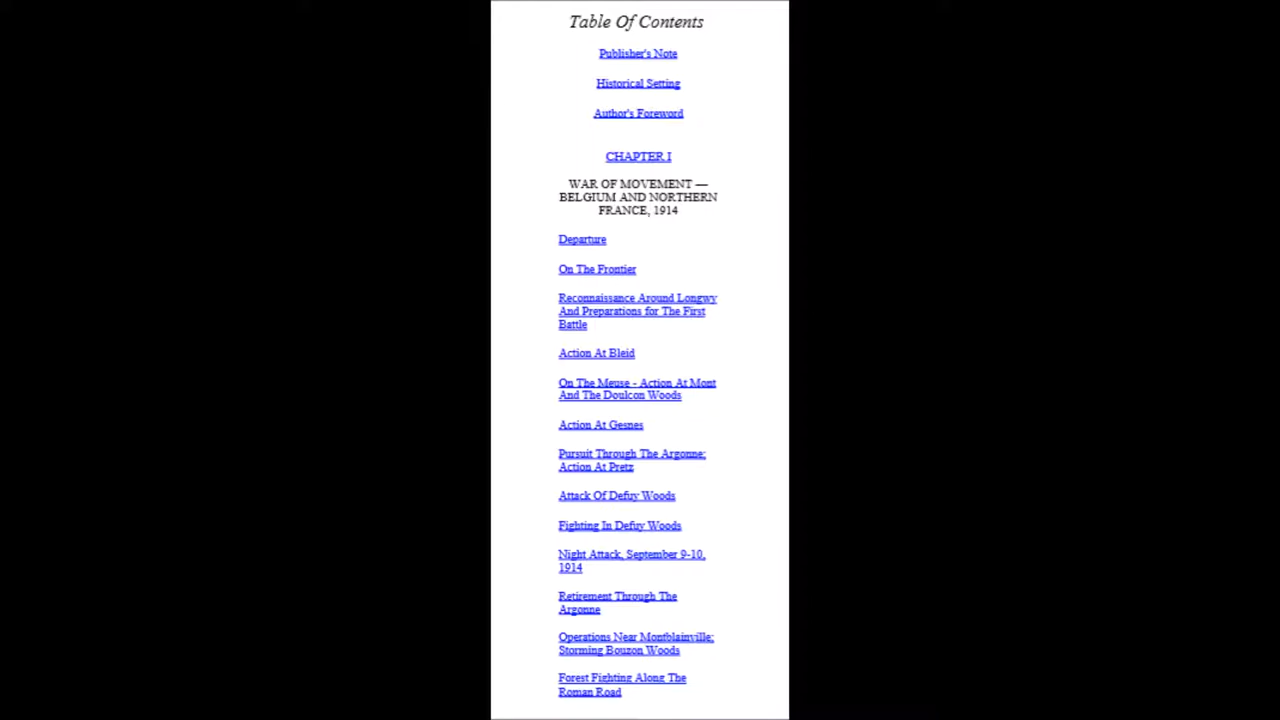 Table Of Contents
Publisher's Note
Historical Setting
Author's Foreword
CHAPTER I
WAR OF MOVEMENT —
BELGIUM AND NORTHERN
FRANCE, 1914
Departure
On The Frontier
Reconnaissance Around Longwy
And Preparations for The First
Battle
Action At Bleid
On The Meuse - Action At Mont
And The Doulcon Woods
Action At Gesnes
Pursuit Through The Argonne;
Action At Pretz
Attack Of Defuy Woods
Fighting In Defuy Woods
Night Attack, September 9-10,
1914
Retirement Through The
Argonne
Operations Near Montblainville;
Storming Bouzon Woods
Forest Fighting Along The
Roman Road